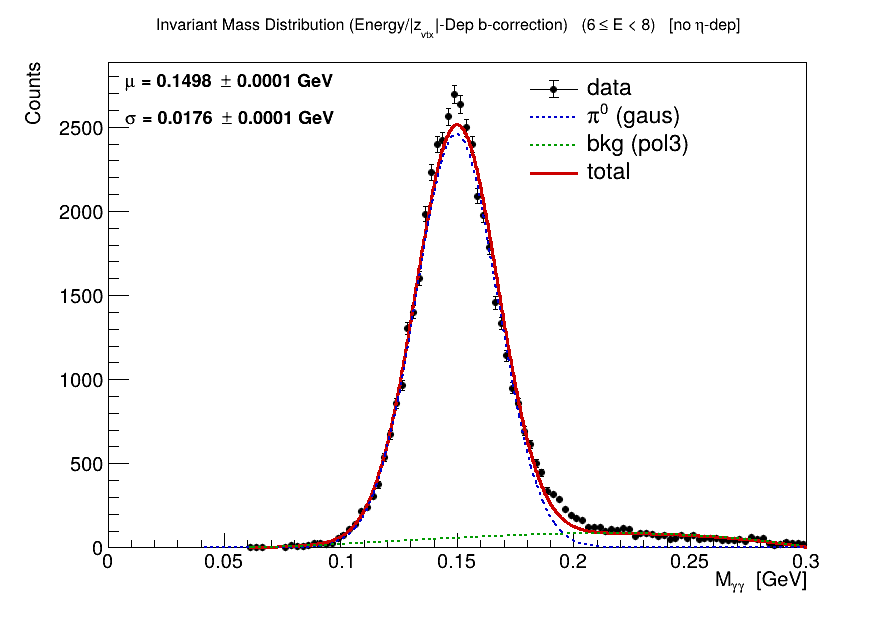 Invariant Mass Distribution (Energy/|z_vtx|-Dep b-correction) (6 ≤ E < 8) [no η-dep]
μ = 0.1498 ± 0.0001 GeV
σ = 0.0176 ± 0.0001 GeV
data
π⁰ (gaus)
bkg (pol3)
total
Counts
2500
2000
1500
1000
500
0
0 0.05 0.1 0.15 0.2 0.25 0.3
M_γγ [GeV]